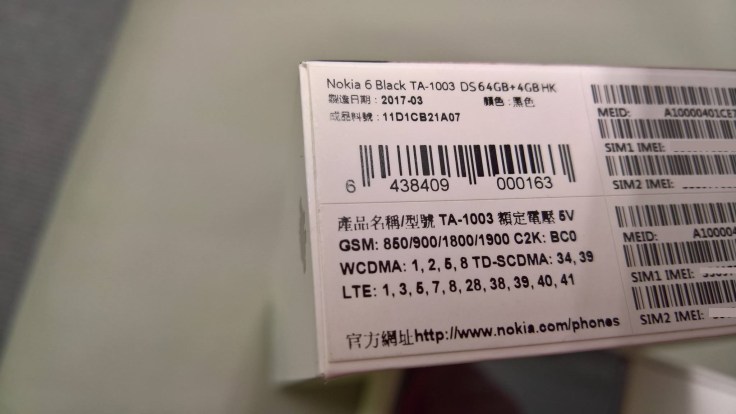 Nokia 6 Black TA-1003 DS 64GB+4GB HK
製造日期 : 2017-03 顏色 : 黑色
成品料號 : 11D1CB21A07
6 438409 000163
產品名稱/型號 TA-1003 額定電壓 5V
GSM: 850/900/1800/1900 C2K: BC0
WCDMA: 1, 2, 5, 8 TD-SCDMA: 34, 39
LTE: 1, 3, 5, 7, 8, 28, 38, 39, 40, 41
官方網址http://www.nokia.com/phones
MEID: A10000401CE7
SIM1 IMEI:
SIM2 IMEI:
MEID: A100004
SIM1 IMEI:
SIM2 IMEI: